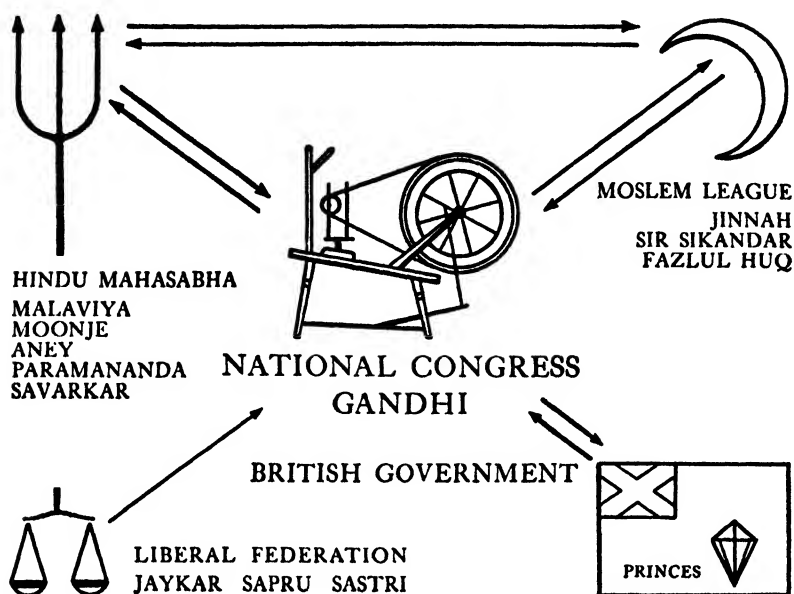 MOSLEM LEAGUE
JINNAH
SIR SIKANDAR
FAZLUL HUQ
HINDU MAHASABHA
MALAVIYA
MOONJE
ANEY
PARAMANANDA
SAVARKAR
NATIONAL CONGRESS
GANDHI
BRITISH GOVERNMENT
PRINCES
LIBERAL FEDERATION
JAYKAR SAPRU SASTRI